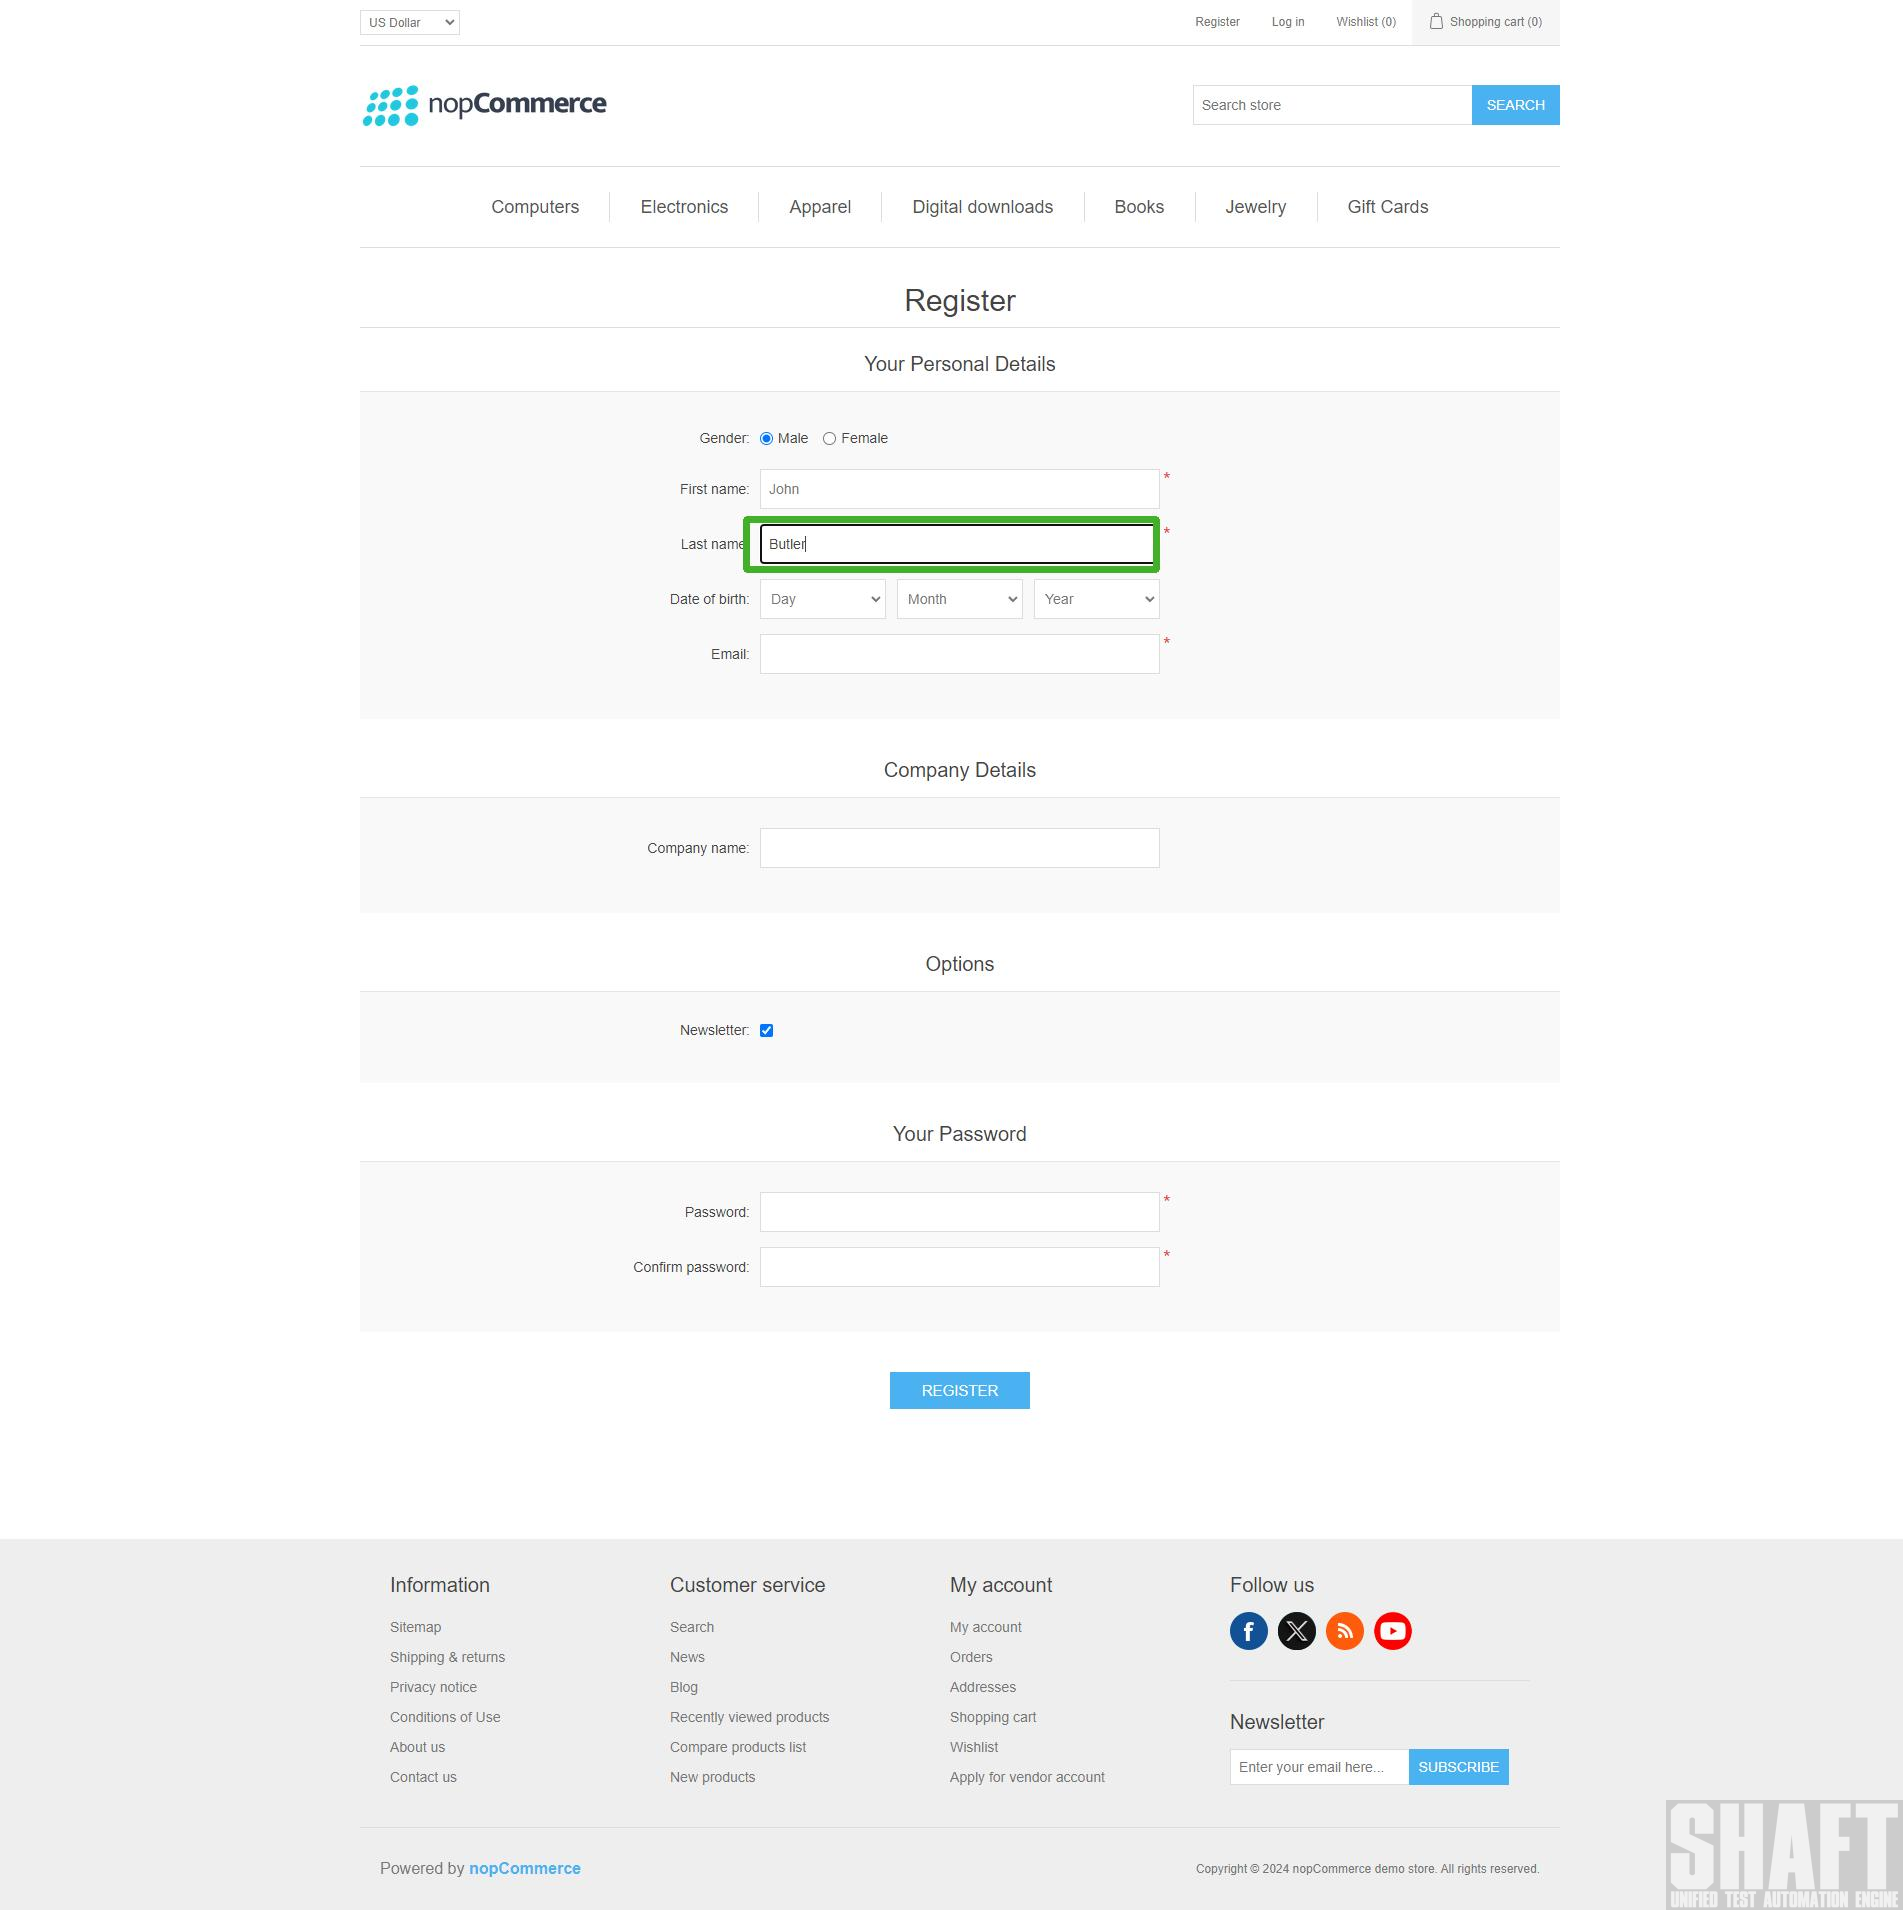 US Dollar
Register
Log in
Wishlist (0)
Shopping cart (0)
nopCommerce
Search store
SEARCH
Computers
Electronics
Apparel
Digital downloads
Books
Jewelry
Gift Cards
Register
Your Personal Details
Gender:
Male
Female
First name:
John
*
Last name
Butler
*
Date of birth:
Day
Month
Year
Email:
*
Company Details
Company name:
Options
Newsletter:
Your Password
Password:
*
Confirm password:
*
REGISTER
Information
Sitemap
Shipping & returns
Privacy notice
Conditions of Use
About us
Contact us
Customer service
Search
News
Blog
Recently viewed products
Compare products list
New products
My account
My account
Orders
Addresses
Shopping cart
Wishlist
Apply for vendor account
Follow us
Newsletter
Enter your email here...
SUBSCRIBE
Powered by nopCommerce
Copyright © 2024 nopCommerce demo store. All rights reserved.
SHAFT
UNIFIED TEST AUTOMATION ENGINE